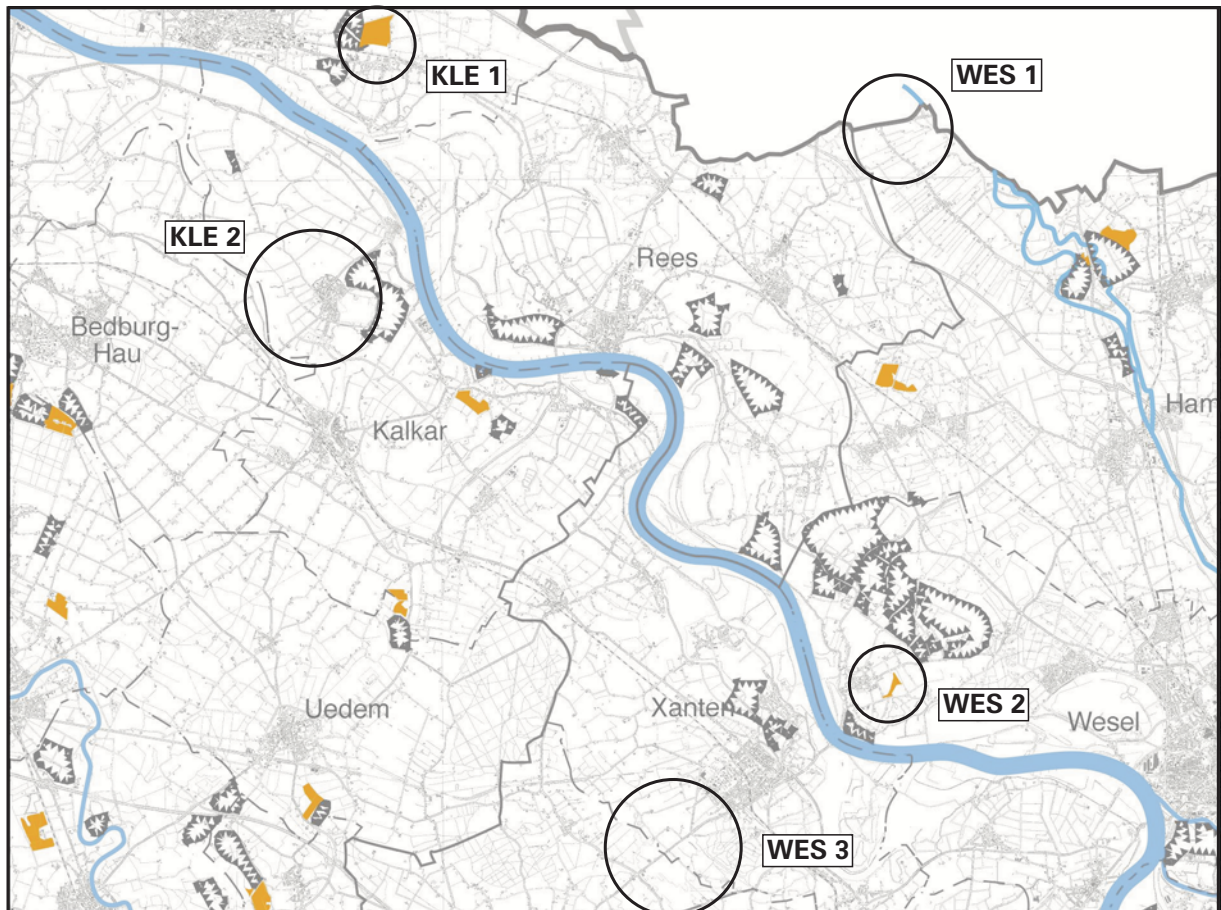 KLE 1
WES 1
KLE 2
Rees
Bedburg-
Hau
Kalkar
Ham
Uedem
Xanten
WES 2
Wesel
WES 3